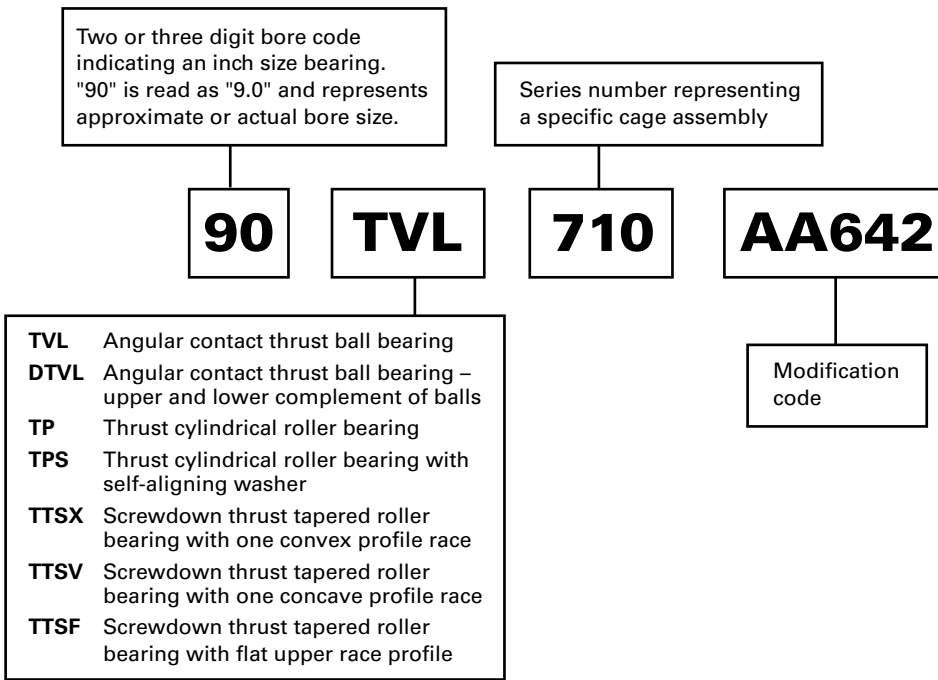 Two or three digit bore code
indicating an inch size bearing.
"90" is read as "9.0" and represents
approximate or actual bore size.
Series number representing
a specific cage assembly
90 TVL 710 AA642
TVL Angular contact thrust ball bearing
DTVL Angular contact thrust ball bearing –
upper and lower complement of balls
TP Thrust cylindrical roller bearing
TPS Thrust cylindrical roller bearing with
self-aligning washer
TTSX Screwdown thrust tapered roller
bearing with one convex profile race
TTSV Screwdown thrust tapered roller
bearing with one concave profile race
TTSF Screwdown thrust tapered roller
bearing with flat upper race profile
Modification
code